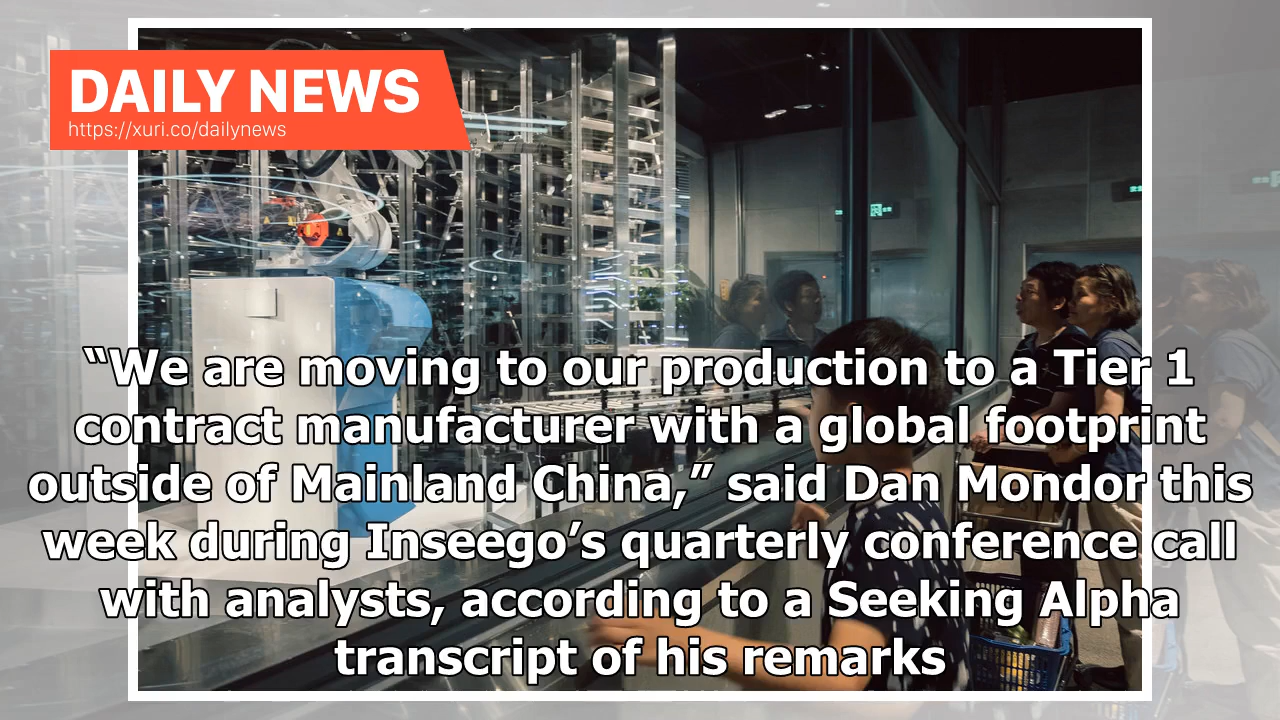 DAILY NEWS
https://xuri.co/dailynews
“We are moving to our production to a Tier 1
contract manufacturer with a global footprint
outside of Mainland China,” said Dan Mondor this
week during Inseego’s quarterly conference call
with analysts, according to a Seeking Alpha
transcript of his remarks